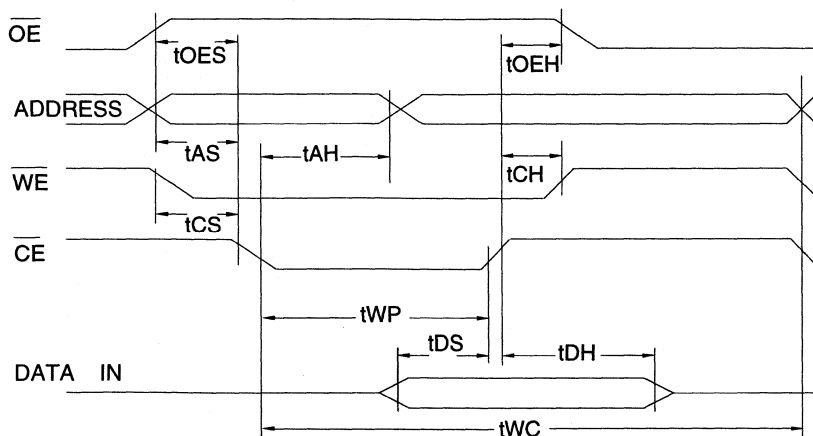 OE
tOES
tOEH
ADDRESS
tAS
tAH
tCH
WE
tCS
CE
tWP
tDS
tDH
DATA IN
tWC